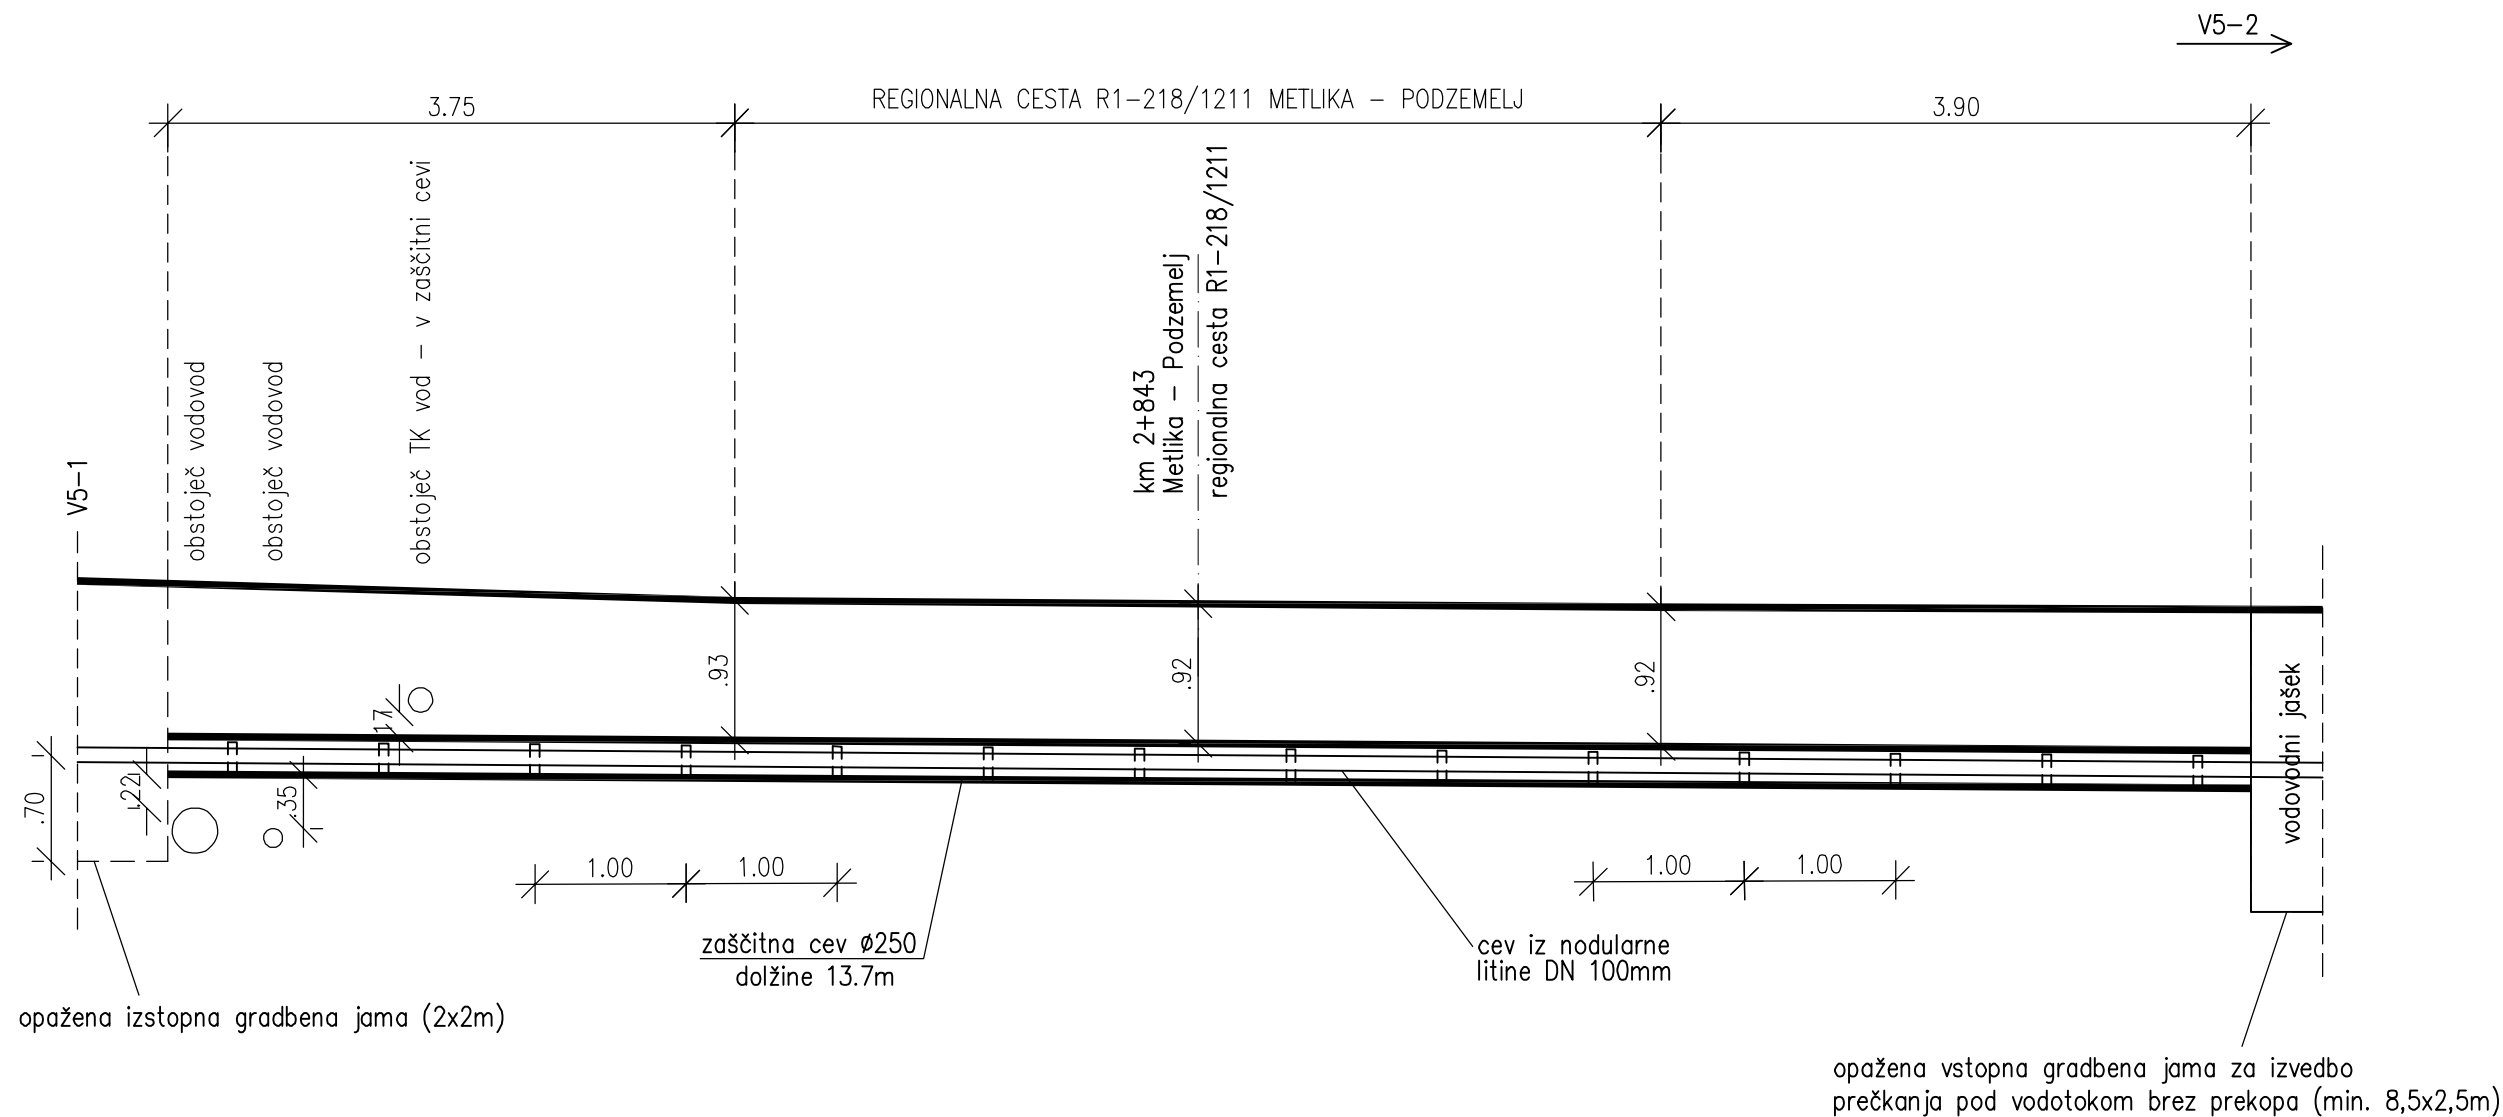 V5-2
3.75
REGIONALNA CESTA R1-218/1211 METLIKA - PODZEMELJ
3.90
V5-1
obstoječ vodovod
obstoječ vodovod
obstoječ TK vod - v zaščitni cevi
km 2+843
Metlika - Podzemelj
regionalna cesta R1-218/1211
.93
.92
.92
.17
.70
.22
.35
vodovodni jašek
1.00
1.00
1.00
1.00
zaščitna cev Ø250
dolžine 13.7m
cev iz nodularne
litine DN 100mm
opažena izstopna gradbena jama (2x2m)
opažena vstopna gradbena jama za izvedbo
prečkanja pod vodotokom brez prekopa (min. 8,5x2,5m)